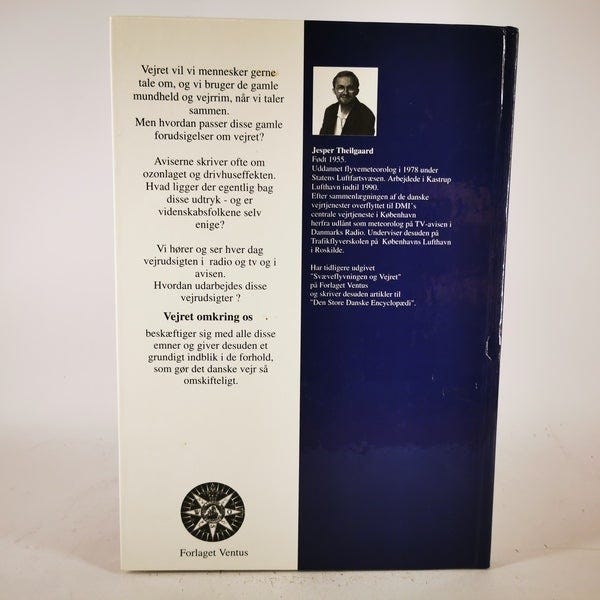 Vejret vil vi mennesker gerne
tale om, og vi bruger de gamle
mundheld og vejrrim, når vi taler
sammen.
Men hvordan passer disse gamle
forudsigelser om vejret?
Aviserne skriver ofte om
ozonlaget og drivhuseffekten.
Hvad ligger der egentlig bag
disse udtryk - og er
videnskabsfolkene selv
enige?
Vi hører og ser hver dag
vejrudsigten i radio og tv og i
avisen.
Hvordan udarbejdes disse
vejrudsigter ?
Vejret omkring os
beskæftiger sig med alle disse
emner og giver desuden et
grundigt indblik i de forhold,
som gør det danske vejr så
omskifteligt.
Forlaget Ventus
Jesper Theilgaard
Født 1955.
Uddannet flyvemeteorolog i 1978 under
Statens Luftfartsvæsen. Arbejdede i Kastrup
Lufthavn indtil 1990.
Efter sammenlægningen af de danske
vejrtjenester overflyttet til DMI's
centrale vejrtjeneste i København
herfra udlånt som meteorolog på TV-avisen i
Danmarks Radio. Underviser desuden på
Trafikflyverskolen på Københavns Lufthavn
i Roskilde.
Har tidligere udgivet
"Svæveflyvningen og Vejret"
på Forlaget Ventus
og skriver desuden artikler til
"Den Store Danske Encyclopædi".